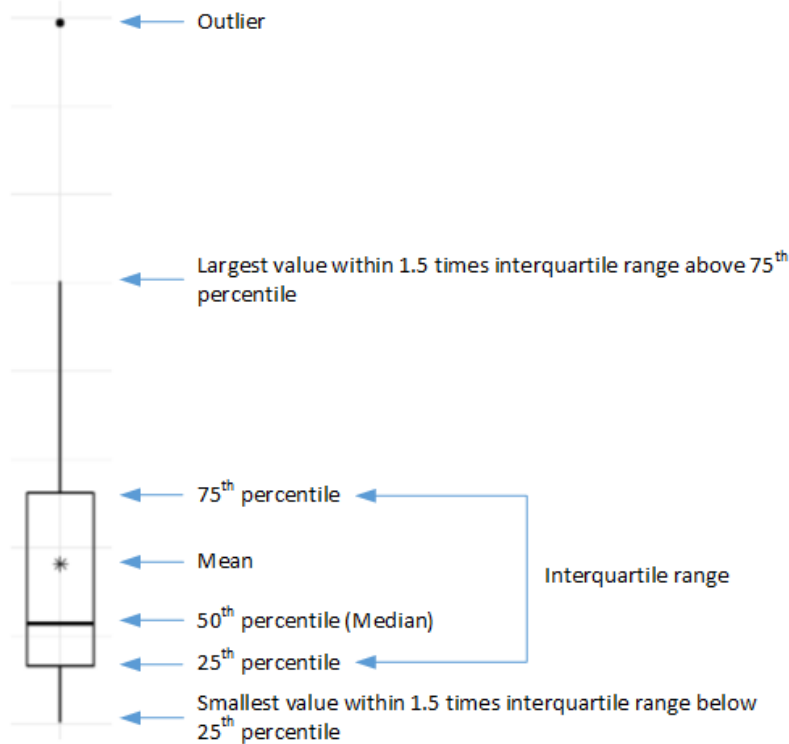 Outlier
Largest value within 1.5 times interquartile range above 75th
percentile
75th percentile
Mean
Interquartile range
50th percentile (Median)
25th percentile
Smallest value within 1.5 times interquartile range below
25th percentile